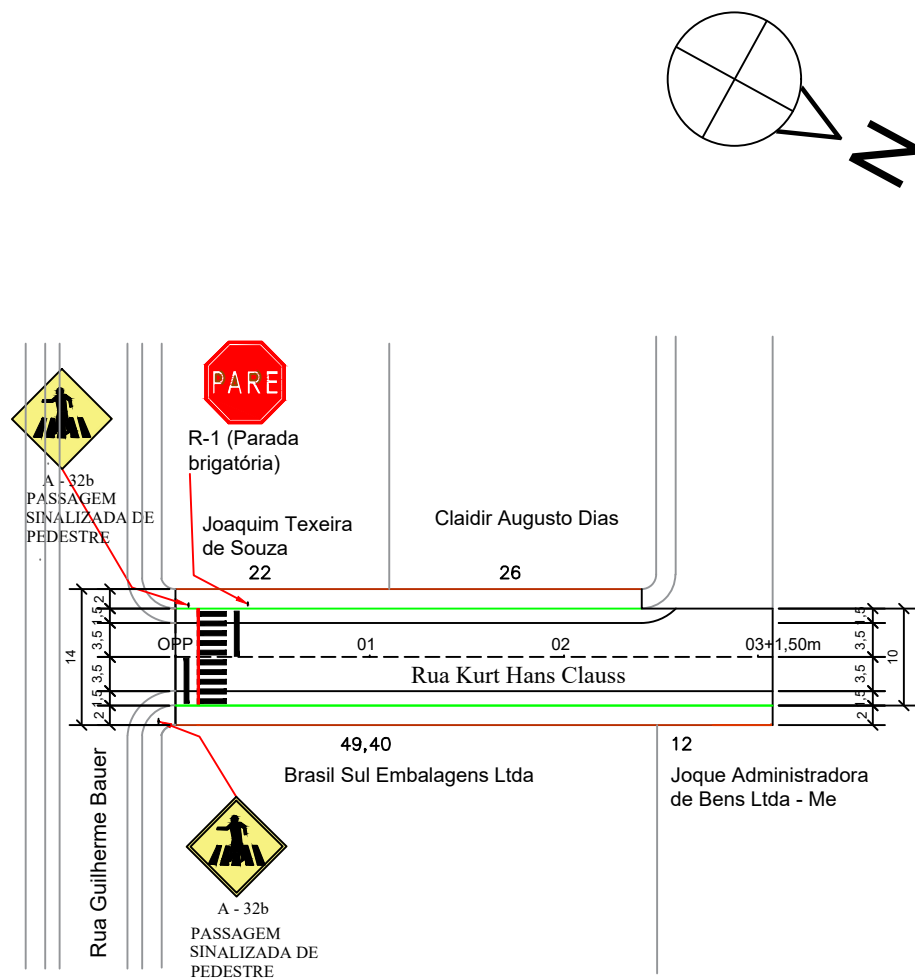 N
PARE
R-1 (Parada
brigatória)
A - 32b
PASSAGEM
SINALIZADA DE
PEDESTRE
Joaquim Texeira
de Souza
Claidir Augusto Dias
22
26
2
1,5
3,5
3,5
1,5
2
14
OPP
01
02
03+1,50m
Rua Kurt Hans Clauss
1,5
3,5
3,5
1,5
2
10
49,40
12
Brasil Sul Embalagens Ltda
Joque Administradora
de Bens Ltda - Me
Rua Guilherme Bauer
A - 32b
PASSAGEM
SINALIZADA DE
PEDESTRE